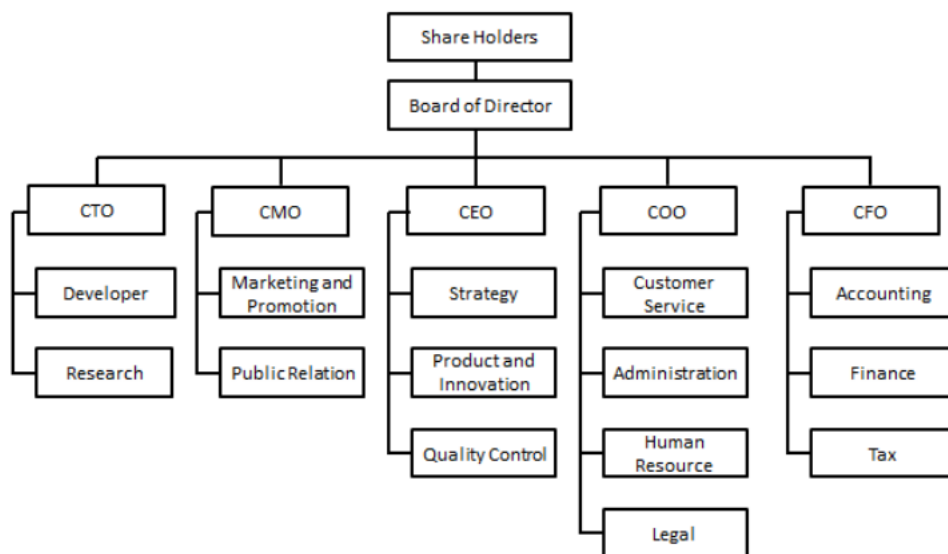 Share Holders
Board of Director
CTO
CMO
CEO
COO
CFO
Developer
Marketing and
Promotion
Strategy
Customer
Service
Accounting
Research
Public Relation
Product and
Innovation
Administration
Finance
Quality Control
Human
Resource
Tax
Legal